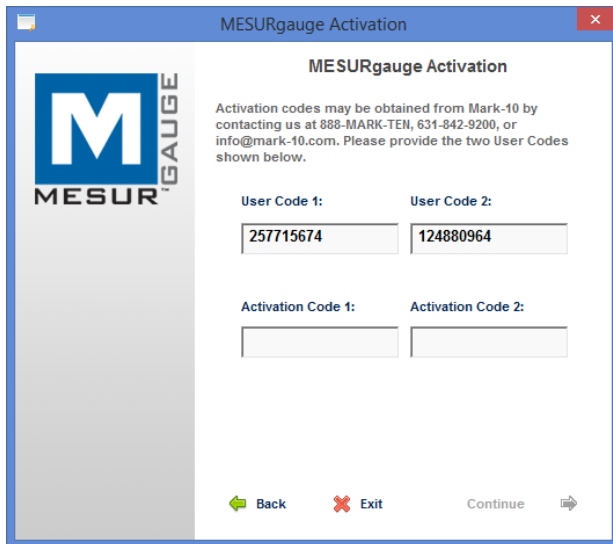 MESURgauge Activation
M
MESUR™
GAUGE
MESURgauge Activation
Activation codes may be obtained from Mark-10 by
contacting us at 888-MARK-TEN, 631-842-9200, or
info@mark-10.com. Please provide the two User Codes
shown below.
User Code 1: User Code 2:
257715674 124880964
Activation Code 1: Activation Code 2:
Back Exit Continue